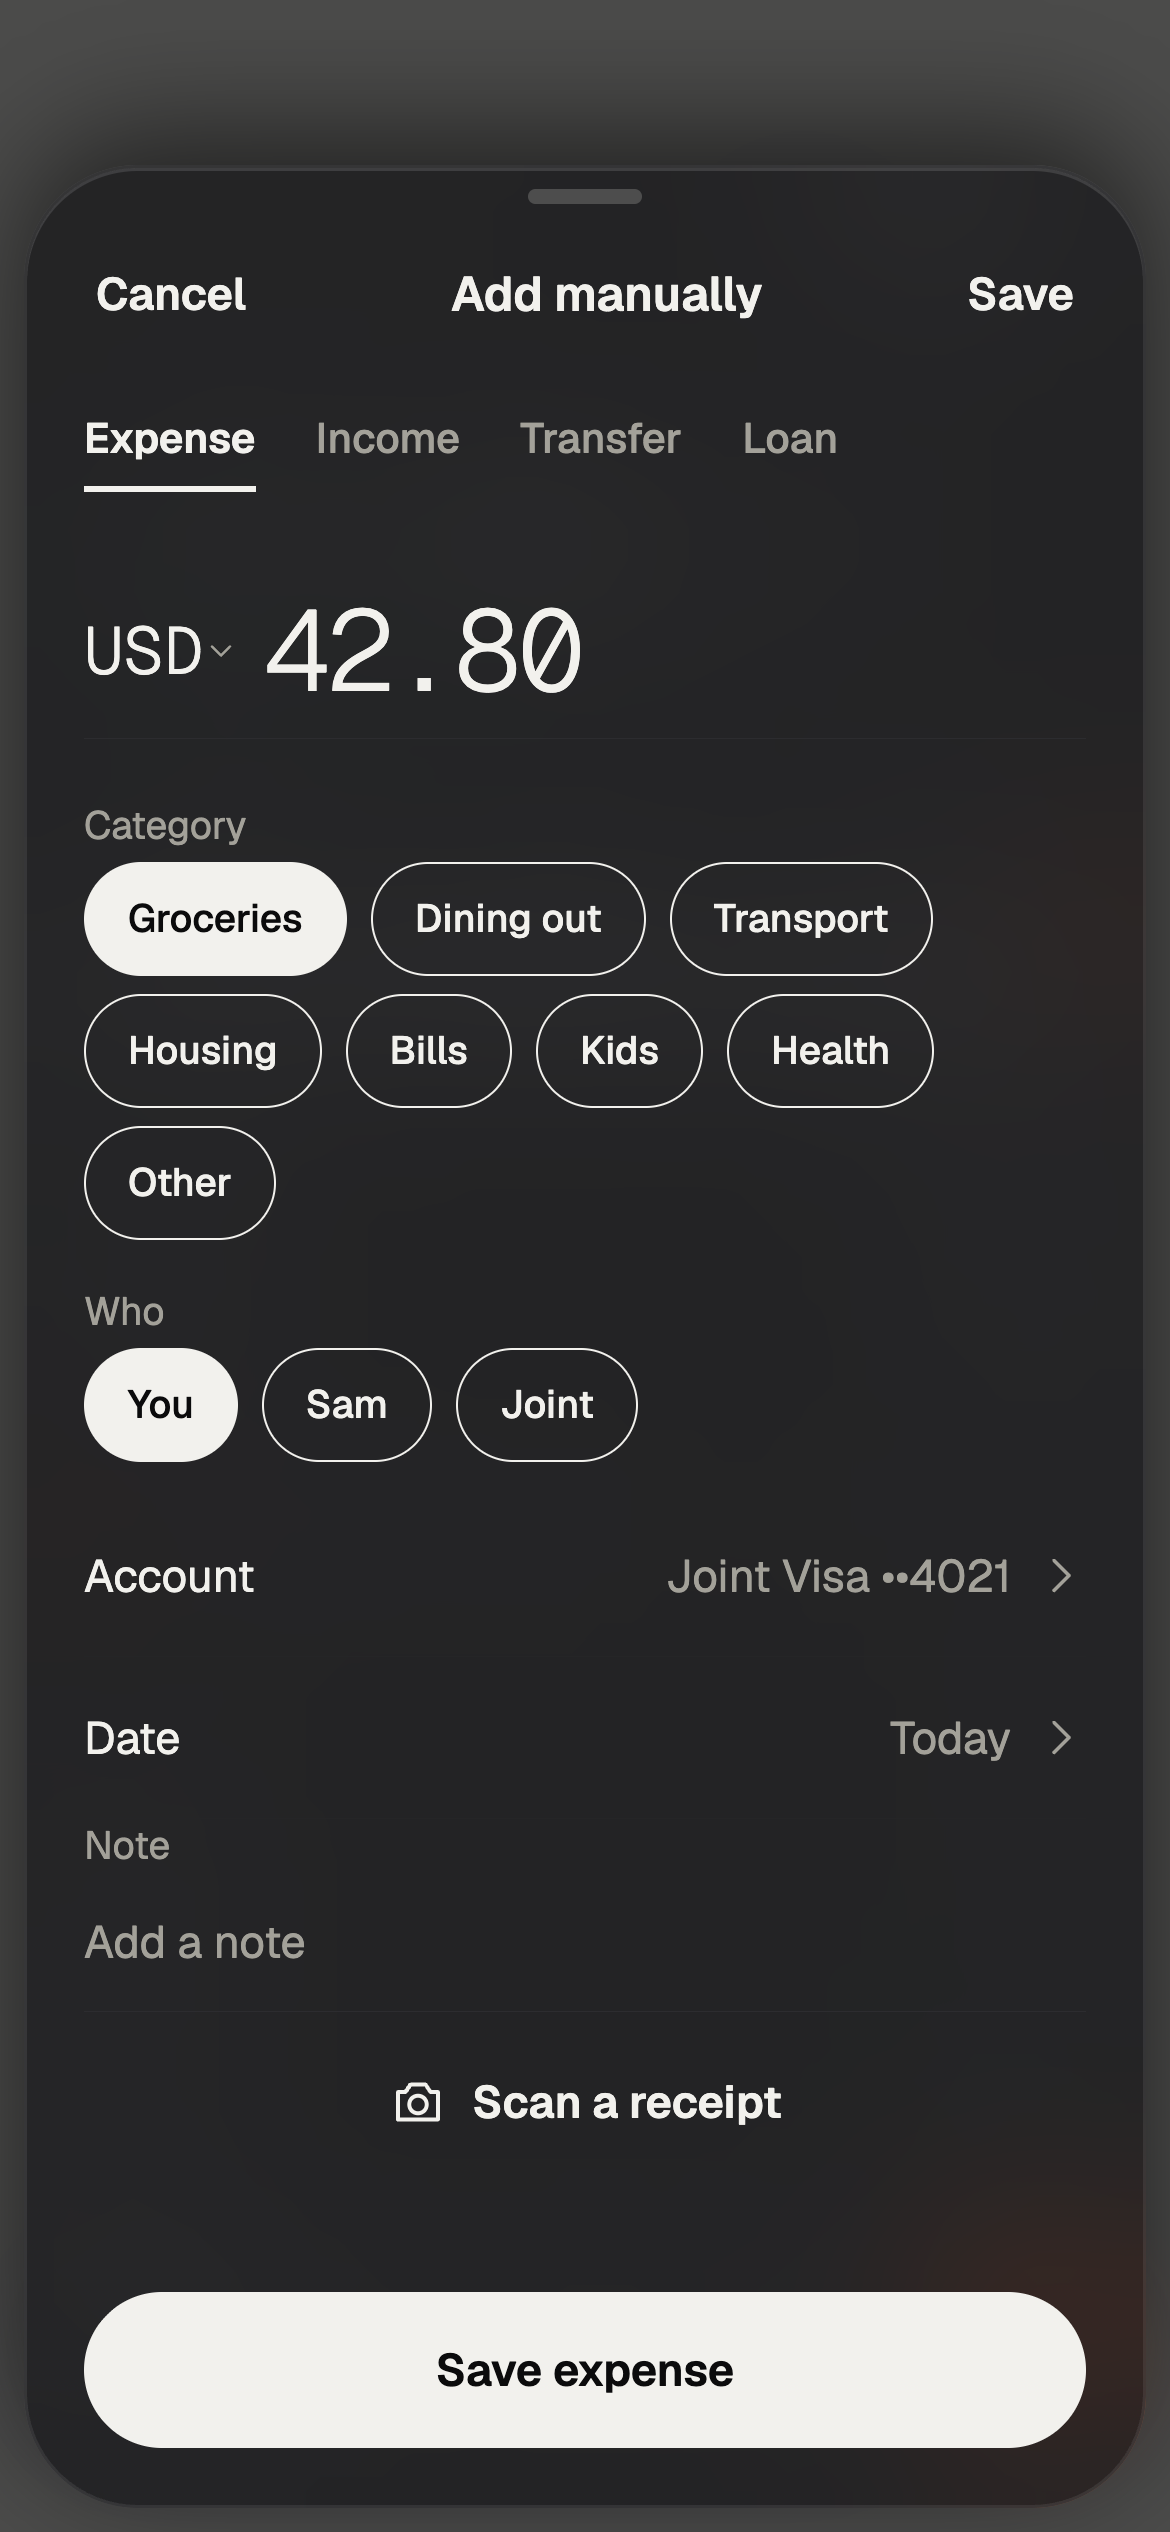 Cancel Add manually Save
Expense Income Transfer Loan
USD 42.80
Category
Groceries Dining out Transport
Housing Bills Kids Health
Other
Who
You Sam Joint
Account Joint Visa ••4021
Date Today
Note
Add a note
Scan a receipt
Save expense